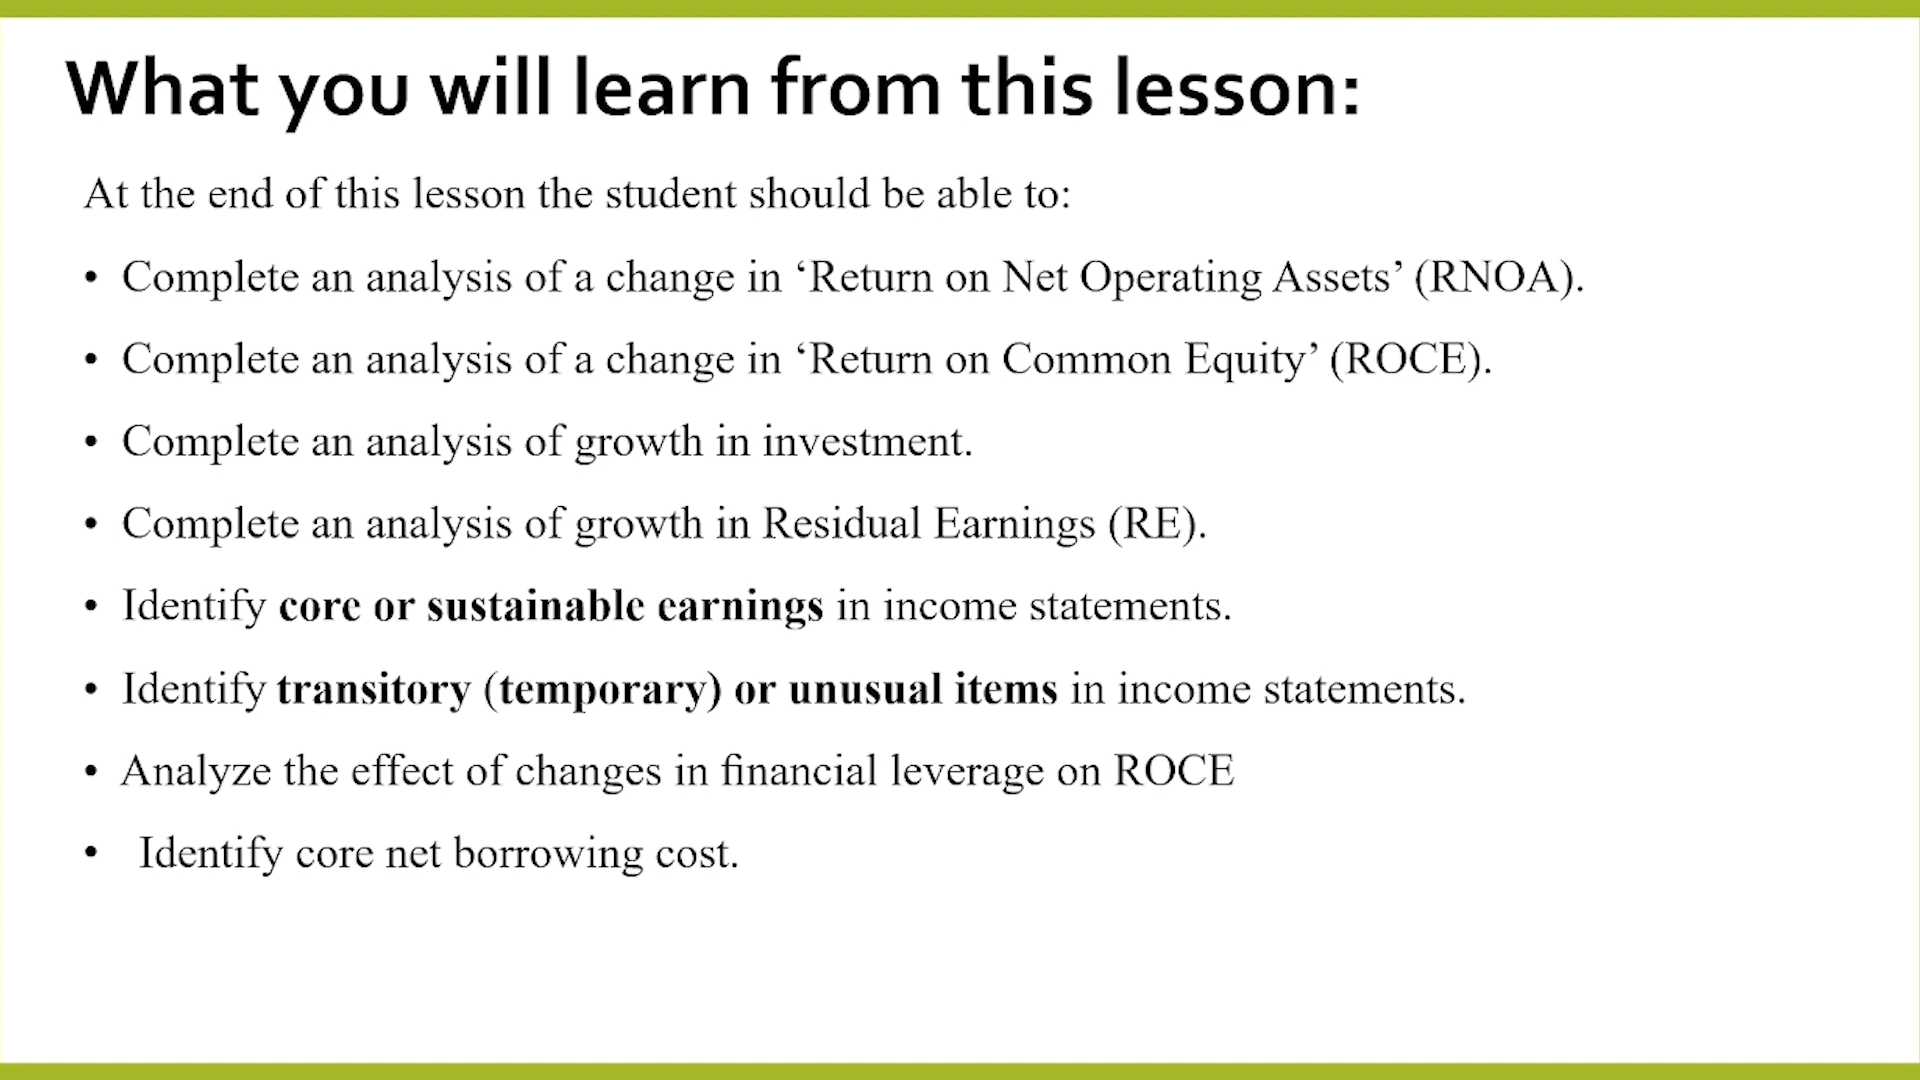 What you will learn from this lesson:
At the end of this lesson the student should be able to:
• Complete an analysis of a change in ‘Return on Net Operating Assets’ (RNOA).
• Complete an analysis of a change in ‘Return on Common Equity’ (ROCE).
• Complete an analysis of growth in investment.
• Complete an analysis of growth in Residual Earnings (RE).
• Identify core or sustainable earnings in income statements.
• Identify transitory (temporary) or unusual items in income statements.
• Analyze the effect of changes in financial leverage on ROCE
• Identify core net borrowing cost.